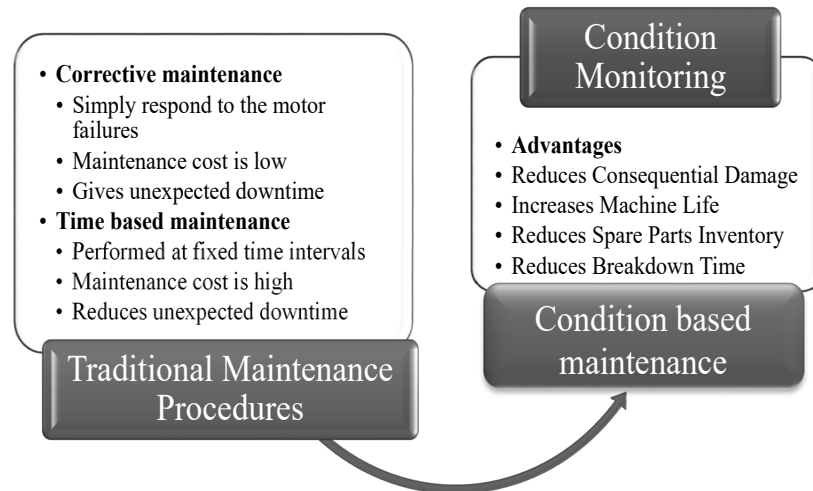 • Corrective maintenance
• Simply respond to the motor
failures
• Maintenance cost is low
• Gives unexpected downtime
• Time based maintenance
• Performed at fixed time intervals
• Maintenance cost is high
• Reduces unexpected downtime
Traditional Maintenance
Procedures
Condition
Monitoring
• Advantages
• Reduces Consequential Damage
• Increases Machine Life
• Reduces Spare Parts Inventory
• Reduces Breakdown Time
Condition based
maintenance